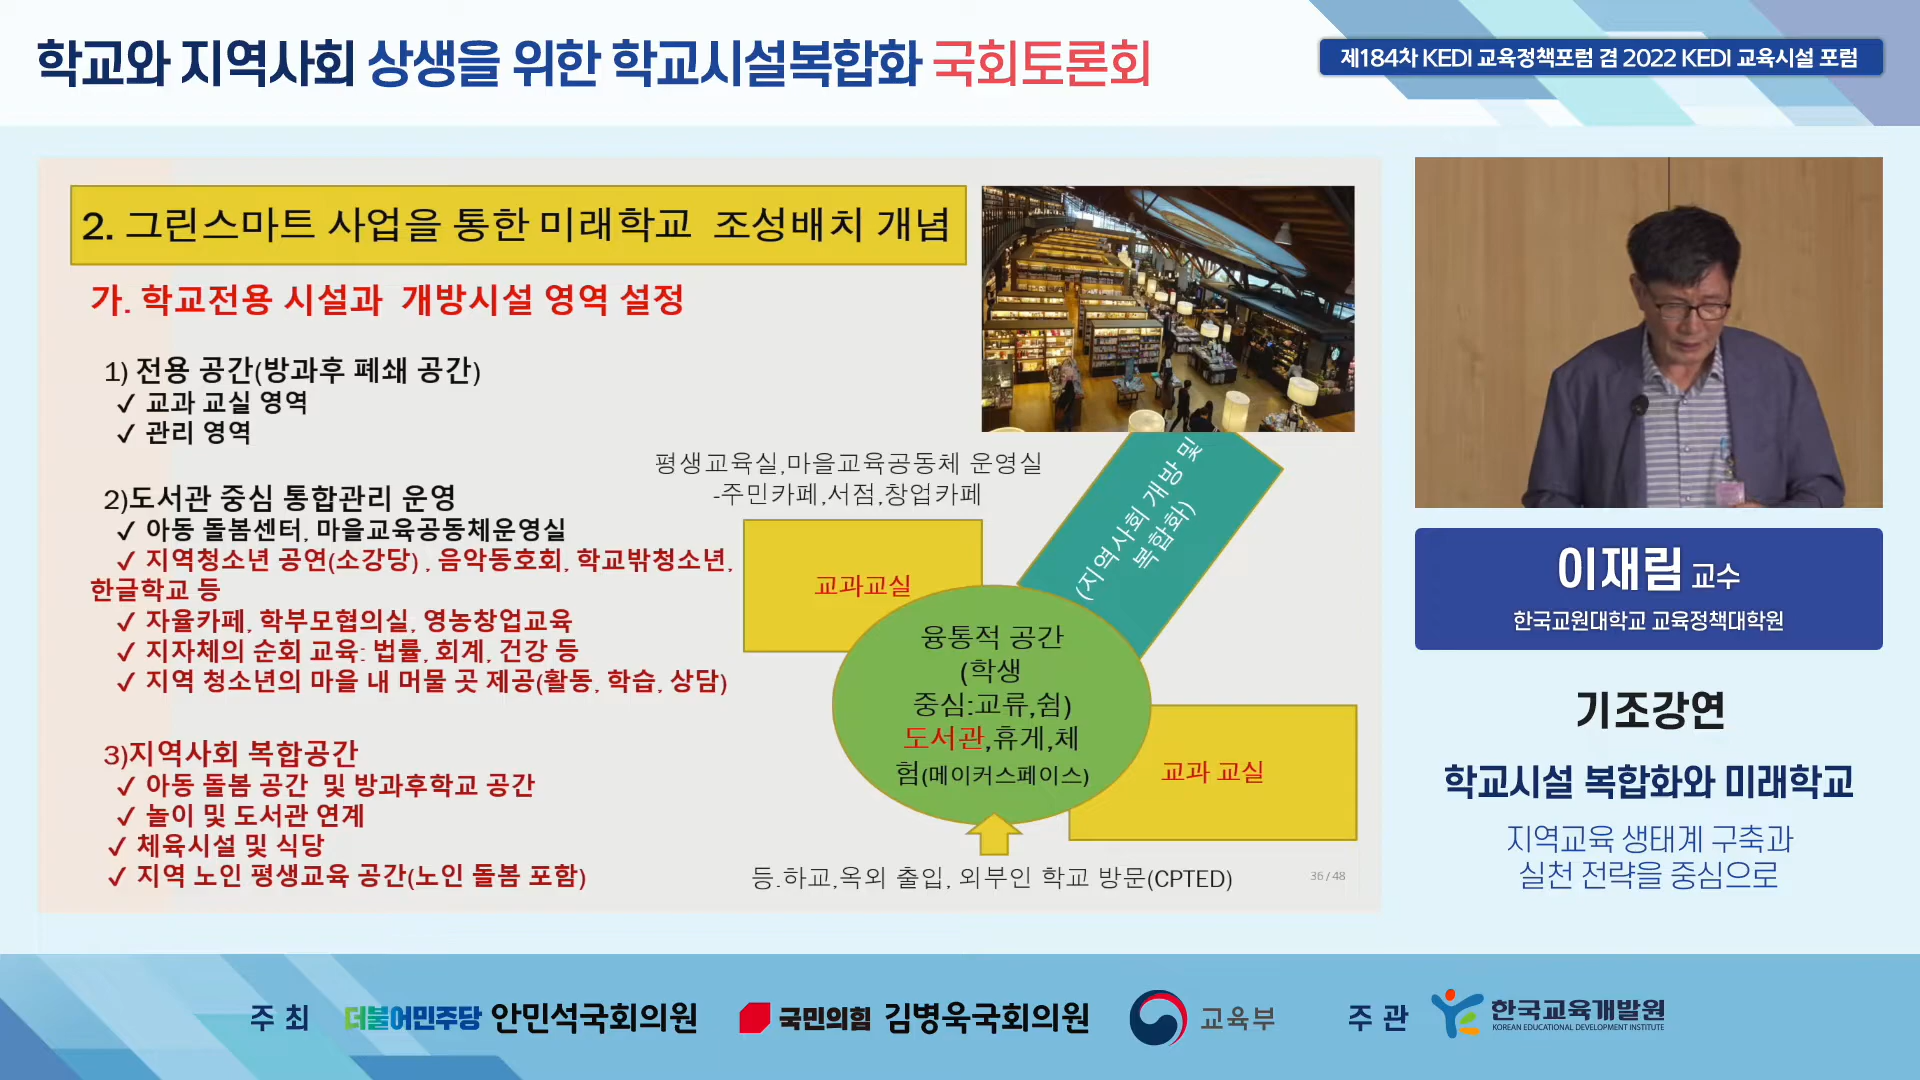 학교와 지역사회 상생을 위한 학교시설복합화 국회토론회
제184차 KEDI 교육정책포럼 겸 2022 KEDI 교육시설 포럼
2. 그린스마트 사업을 통한 미래학교 조성배치 개념
가. 학교전용 시설과 개방시설 영역 설정
1) 전용 공간(방과후 폐쇄 공간)
✓ 교과 교실 영역
✓ 관리 영역
2)도서관 중심 통합관리 운영
✓ 아동 돌봄센터, 마을교육공동체운영실
✓ 지역청소년 공연(소강당) , 음악동호회, 학교밖청소년,
한글학교 등
✓ 자율카페, 학부모협의실, 영농창업교육
✓ 지자체의 순회 교육: 법률, 회계, 건강 등
✓ 지역 청소년의 마을 내 머물 곳 제공(활동, 학습, 상담)
3)지역사회 복합공간
✓ 아동 돌봄 공간 및 방과후학교 공간
✓ 놀이 및 도서관 연계
✓ 체육시설 및 식당
✓ 지역 노인 평생교육 공간(노인 돌봄 포함)
평생교육실,마을교육공동체 운영실
-주민카페,서점,창업카페
(지역사회 개방 및
복합화)
교과교실
융통적 공간
(학생
중심:교류,쉼)
도서관,휴게,체
험(메이커스페이스)
교과 교실
등.하교,옥외 출입, 외부인 학교 방문(CPTED)
36 / 48
이재림 교수
한국교원대학교 교육정책대학원
기조강연
학교시설 복합화와 미래학교
지역교육 생태계 구축과
실천 전략을 중심으로
주 최 더불어민주당 안민석국회의원 국민의힘 김병욱국회의원 교육부 주 관 한국교육개발원
KOREAN EDUCATIONAL DEVELOPMENT INSTITUTE